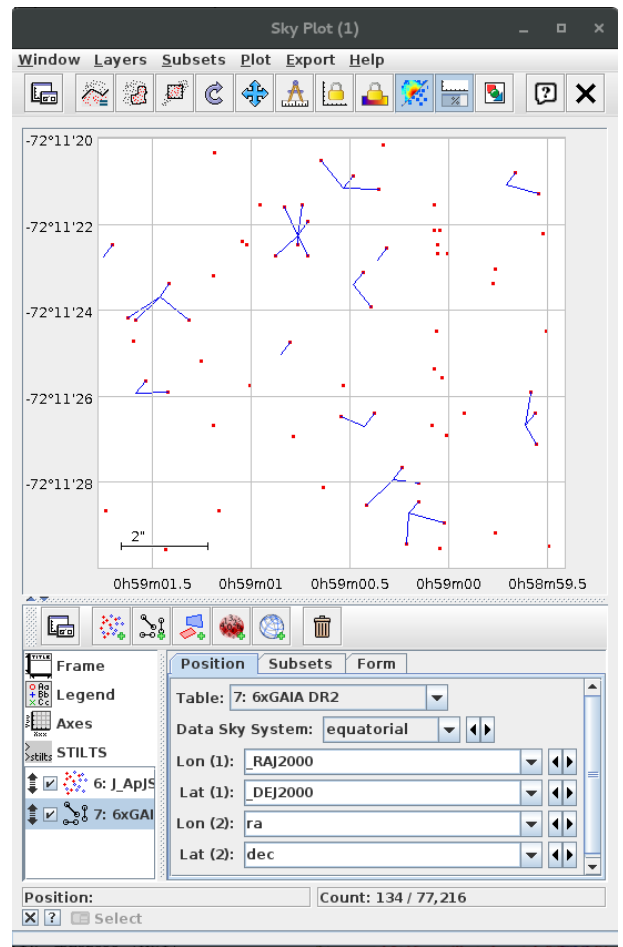 Sky Plot (1)
Window Layers Subsets Plot Export Help
-72°11'20
-72°11'22
-72°11'24
-72°11'26
-72°11'28
2"
0h59m01.5 0h59m01 0h59m00.5 0h59m00 0h58m59.5
TITLE Frame
Legend
Axes
stilts STILTS
6: J_ApJS
7: 6xGAI
Position Subsets Form
Table: 7: 6xGAIA DR2
Data Sky System: equatorial
Lon (1): _RAJ2000
Lat (1): _DEJ2000
Lon (2): ra
Lat (2): dec
Position: Count: 134 / 77,216
Select